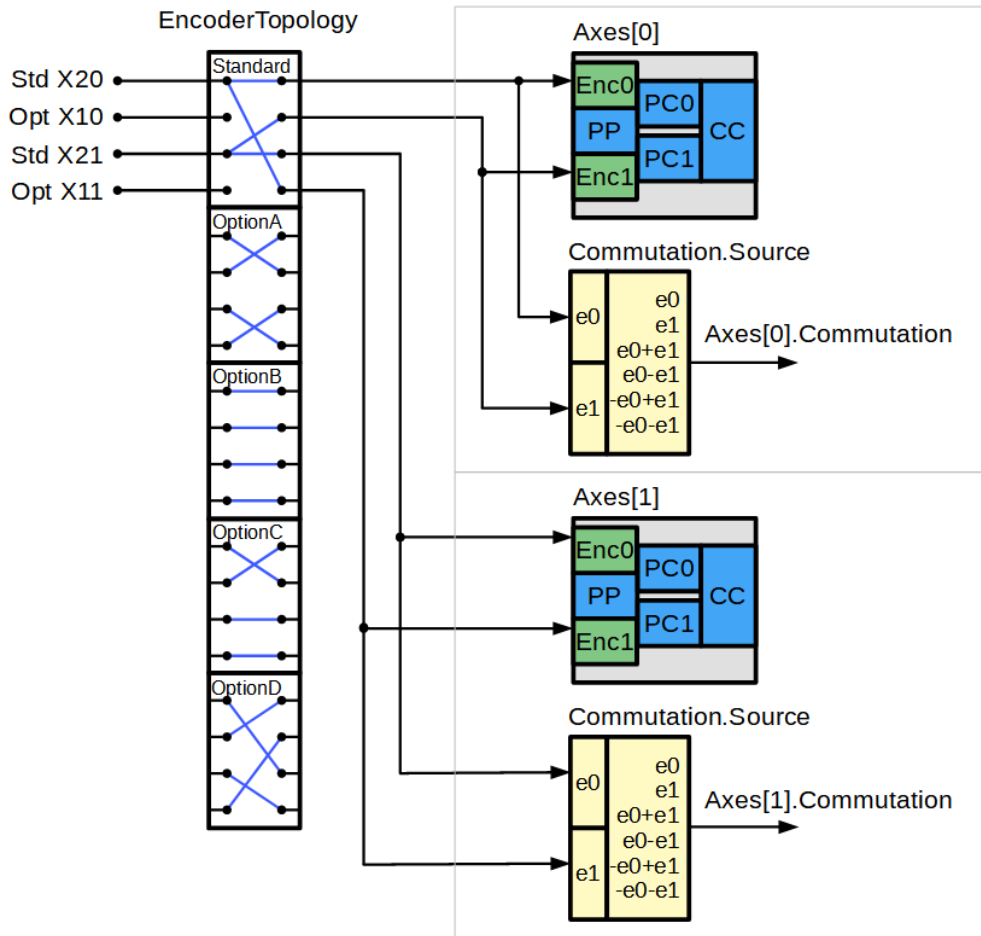 EncoderTopology
Std X20
Opt X10
Std X21
Opt X11
Standard
OptionA
OptionB
OptionC
OptionD
Axes[0]
Enc0
PP
Enc1
PC0
PC1
CC
Commutation.Source
e0
e1
e0
e1
e0+e1
e0-e1
-e0+e1
-e0-e1
Axes[0].Commutation
Axes[1]
Enc0
PP
Enc1
PC0
PC1
CC
Commutation.Source
e0
e1
e0
e1
e0+e1
e0-e1
-e0+e1
-e0-e1
Axes[1].Commutation